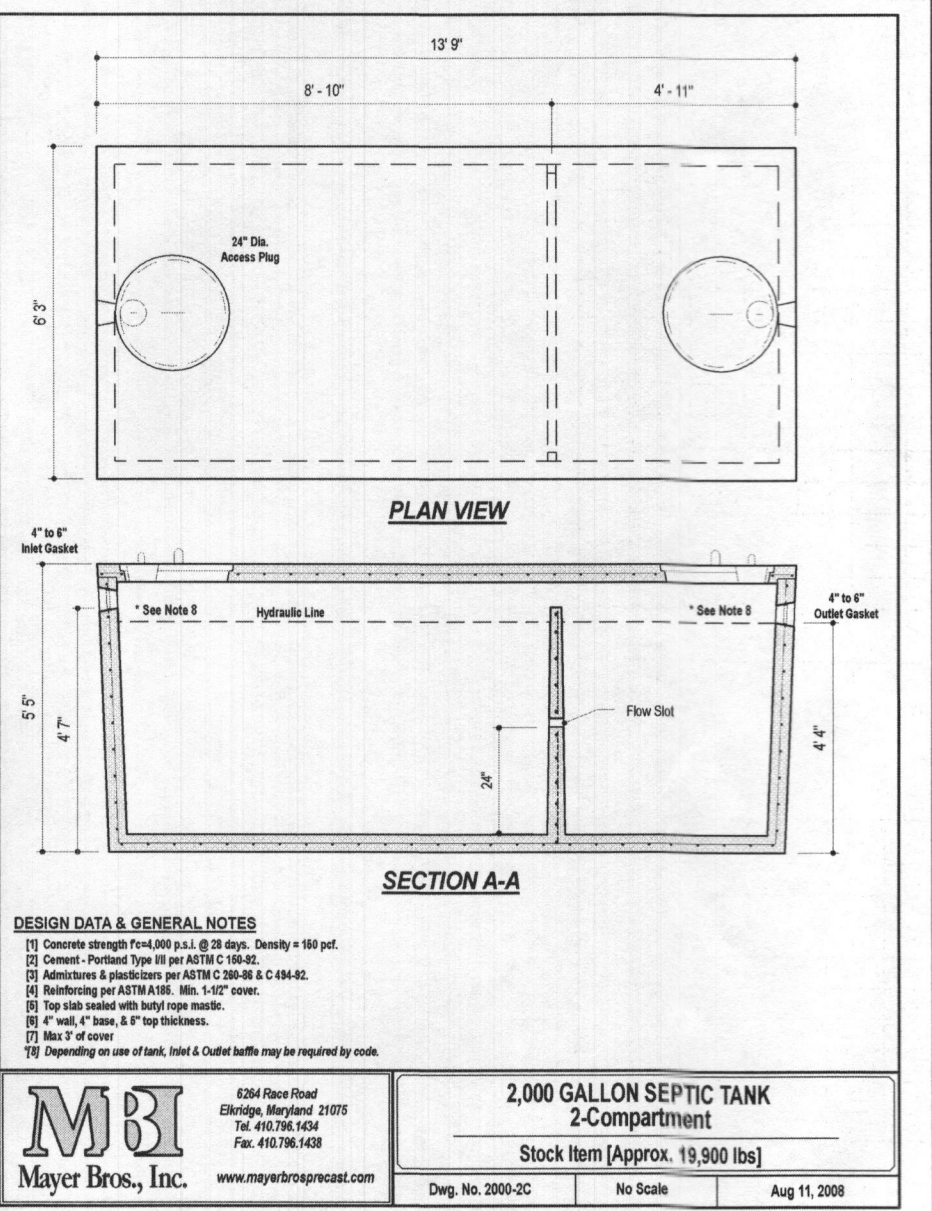 13' 9"
8' - 10"
4' - 11"
24" Dia.
Access Plug
6' 3"
PLAN VIEW
4" to 6"
Inlet Gasket
* See Note 8
Hydraulic Line
* See Note 8
4" to 6"
Outlet Gasket
5' 5"
4' 7"
24"
Flow Slot
4' 4"
SECTION A-A
DESIGN DATA & GENERAL NOTES
[1] Concrete strength f'c=4,000 p.s.i. @ 28 days. Density = 150 pcf.
[2] Cement - Portland Type I/II per ASTM C 150-92.
[3] Admixtures & plasticizers per ASTM C 260-86 & C 494-92.
[4] Reinforcing per ASTM A185. Min. 1-1/2" cover.
[5] Top slab sealed with butyl rope mastic.
[6] 4" wall, 4" base, & 5" top thickness.
[7] Max 3' of cover
*[8] Depending on use of tank, Inlet & Outlet baffle may be required by code.
MBI
Mayer Bros., Inc.
6264 Race Road
Elkridge, Maryland 21075
Tel. 410.796.1434
Fax. 410.796.1438
www.mayerbrosprecast.com
2,000 GALLON SEPTIC TANK
2-Compartment
Stock Item [Approx. 19,900 lbs]
Dwg. No. 2000-2C
No Scale
Aug 11, 2008